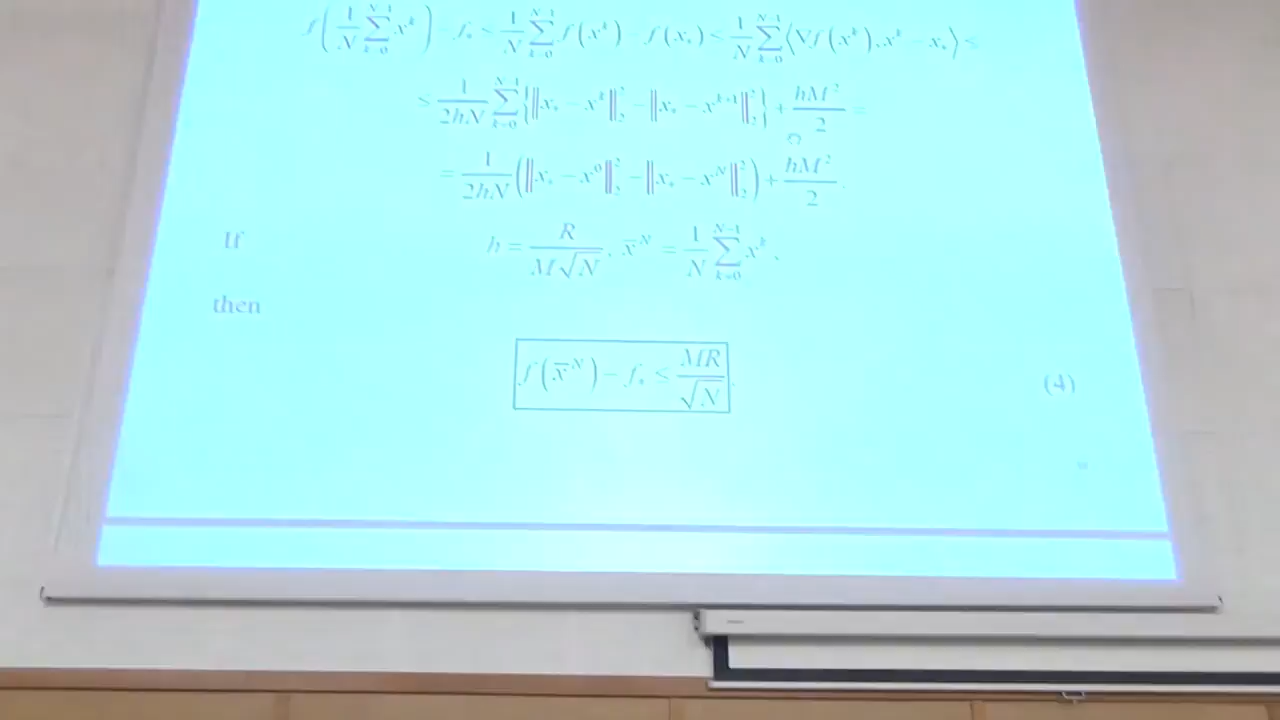 f(1/N ∑_{k=0}^{N-1} x^k) - f_* ≤ 1/N ∑_{k=0}^{N-1} f(x^k) - f(x_*) ≤ 1/N ∑_{k=0}^{N-1} ⟨∇f(x^k), x^k - x_*⟩ ≤
≤ 1/(2hN) ∑_{k=0}^{N-1} {‖x_* - x^k‖_2^2 - ‖x_* - x^{k+1}‖_2^2} + hM^2/2 =
= 1/(2hN) (‖x_* - x^0‖_2^2 - ‖x_* - x^N‖_2^2) + hM^2/2.
If
h = R/(M√N), x̄^N = 1/N ∑_{k=0}^{N-1} x^k,
then
f(x̄^N) - f_* ≤ MR/√N. (4)